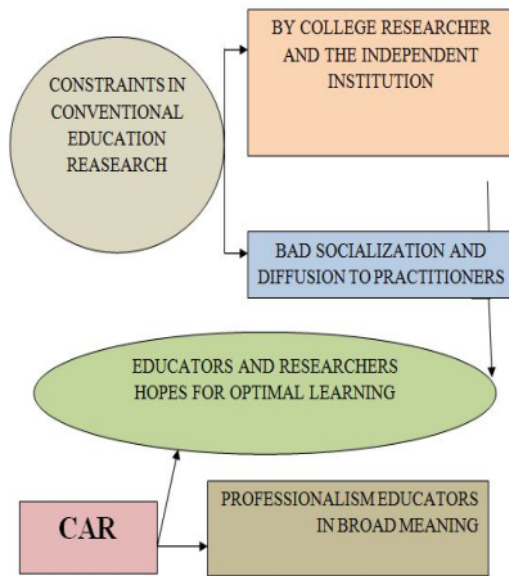 BY COLLEGE RESEARCHER
AND THE INDEPENDENT
INSTITUTION
CONSTRAINTS IN
CONVENTIONAL
EDUCATION
REASEARCH
BAD SOCIALIZATION AND
DIFFUSION TO PRACTITIONERS
EDUCATORS AND RESEARCHERS
HOPES FOR OPTIMAL LEARNING
CAR
PROFESSIONALISM EDUCATORS
IN BROAD MEANING